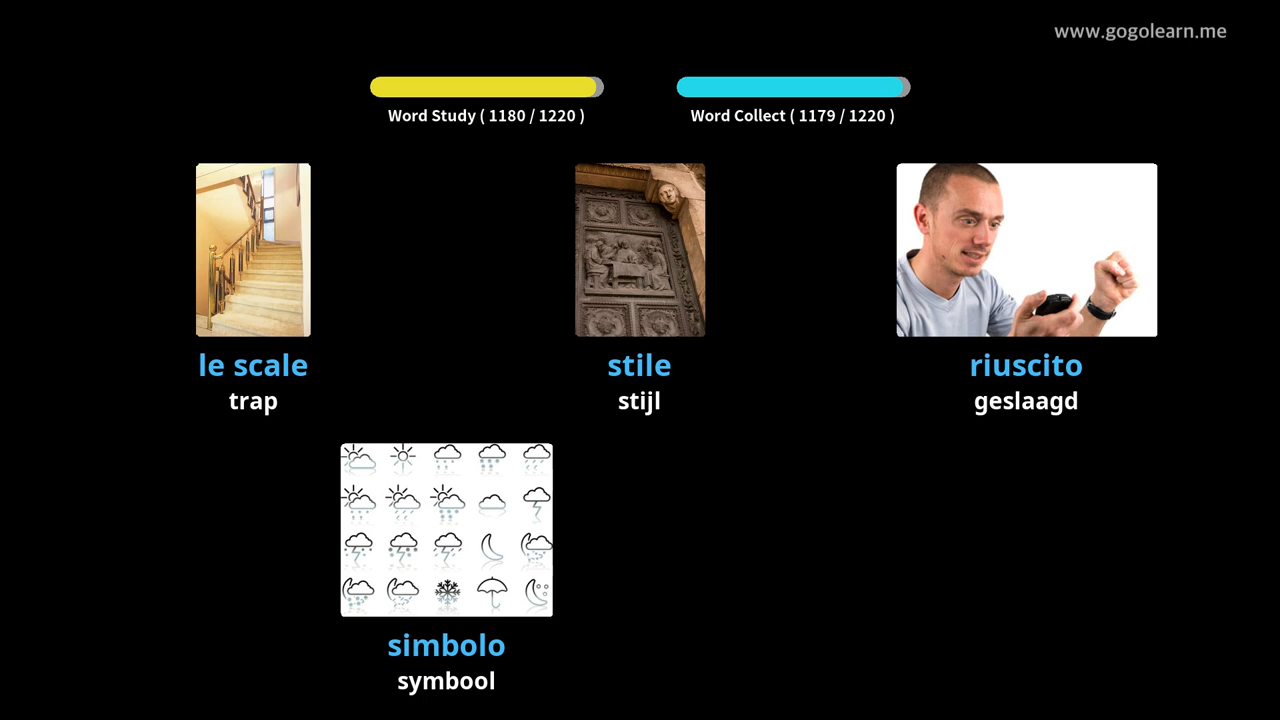 www.gogolearn.me
Word Study ( 1180 / 1220 )
Word Collect ( 1179 / 1220 )
le scale
trap
stile
stijl
riuscito
geslaagd
simbolo
symbool